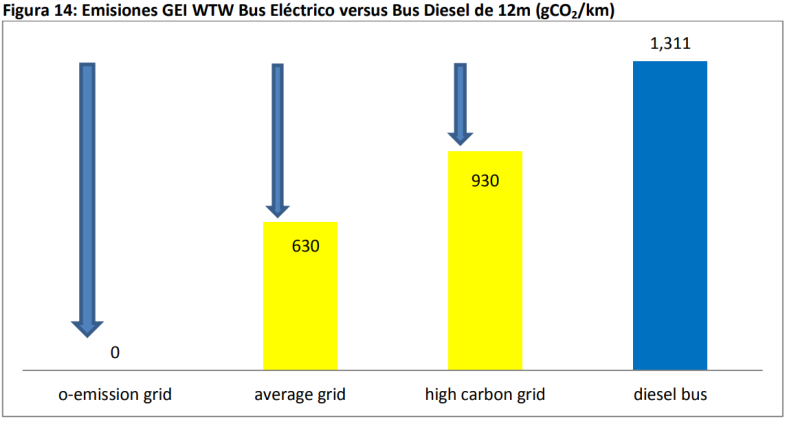 Figura 14: Emisiones GEI WTW Bus Eléctrico versus Bus Diesel de 12m (gCO₂/km)
1,311
930
630
0
o-emission grid
average grid
high carbon grid
diesel bus